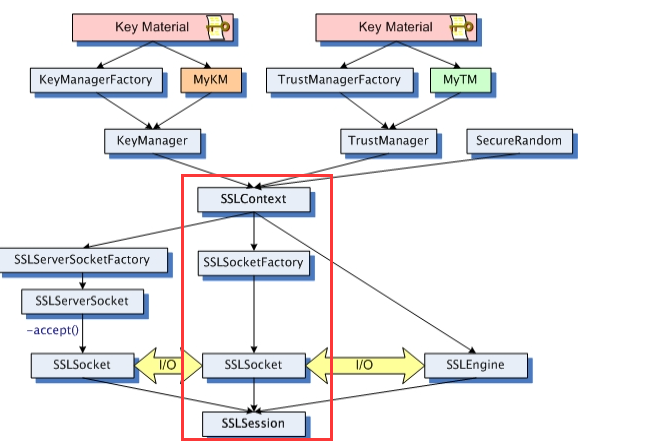 Key Material
Key Material
KeyManagerFactory
MyKM
TrustManagerFactory
MyTM
KeyManager
TrustManager
SecureRandom
SSLContext
SSLServerSocketFactory
SSLSocketFactory
SSLServerSocket
–accept()
SSLSocket
I/O
SSLSocket
I/O
SSLEngine
SSLSession